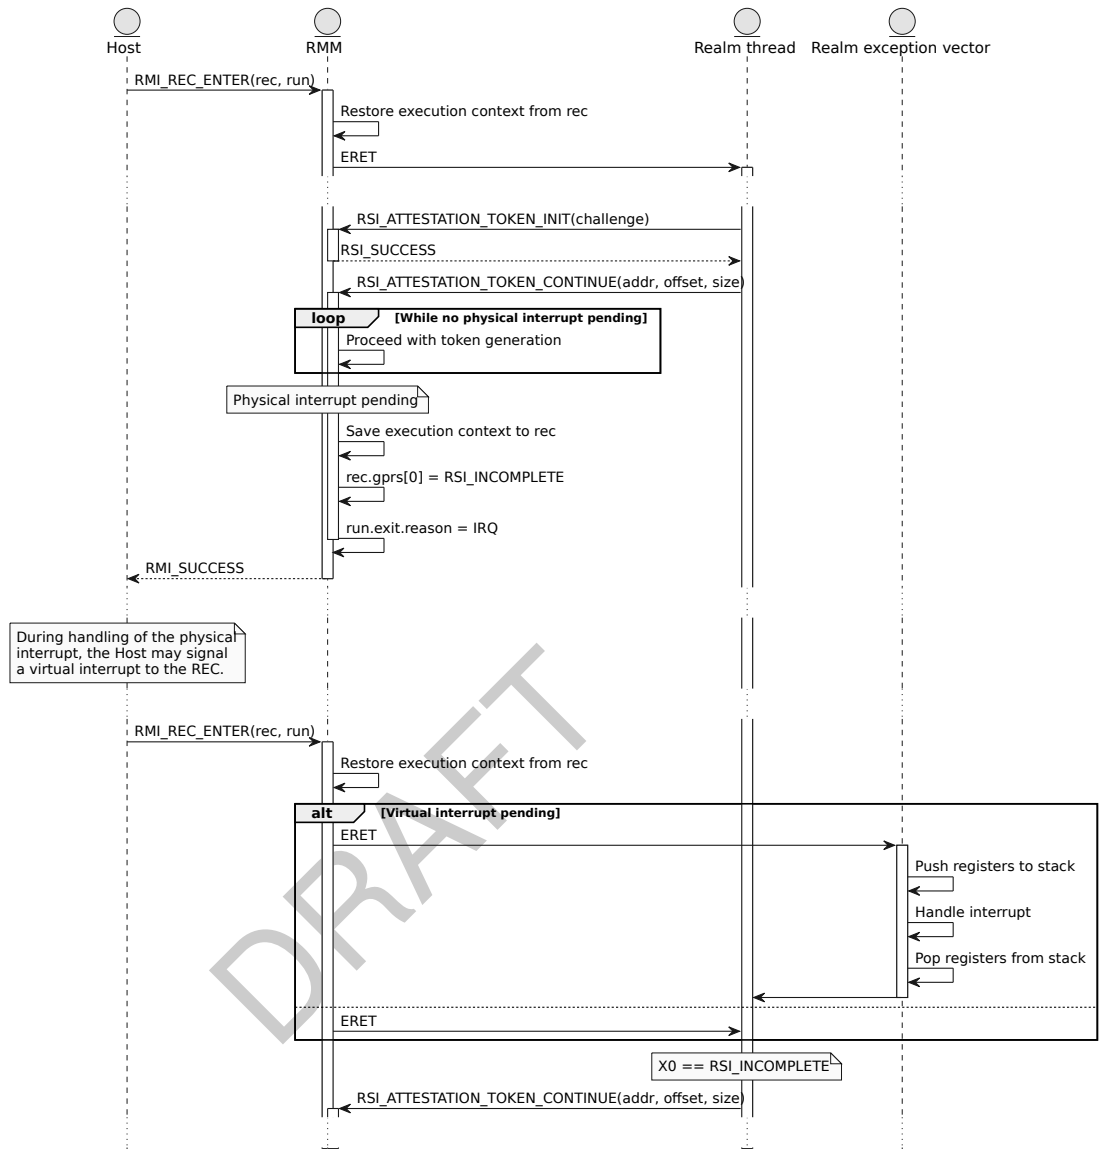 Host
RMM
Realm thread
Realm exception vector
RMI_REC_ENTER(rec, run)
Restore execution context from rec
ERET
RSI_ATTESTATION_TOKEN_INIT(challenge)
RSI_SUCCESS
RSI_ATTESTATION_TOKEN_CONTINUE(addr, offset, size)
loop
[While no physical interrupt pending]
Proceed with token generation
Physical interrupt pending
Save execution context to rec
rec.gprs[0] = RSI_INCOMPLETE
run.exit.reason = IRQ
RMI_SUCCESS
During handling of the physical
interrupt, the Host may signal
a virtual interrupt to the REC.
RMI_REC_ENTER(rec, run)
Restore execution context from rec
alt
[Virtual interrupt pending]
ERET
Push registers to stack
Handle interrupt
Pop registers from stack
ERET
X0 == RSI_INCOMPLETE
RSI_ATTESTATION_TOKEN_CONTINUE(addr, offset, size)
DRAFT